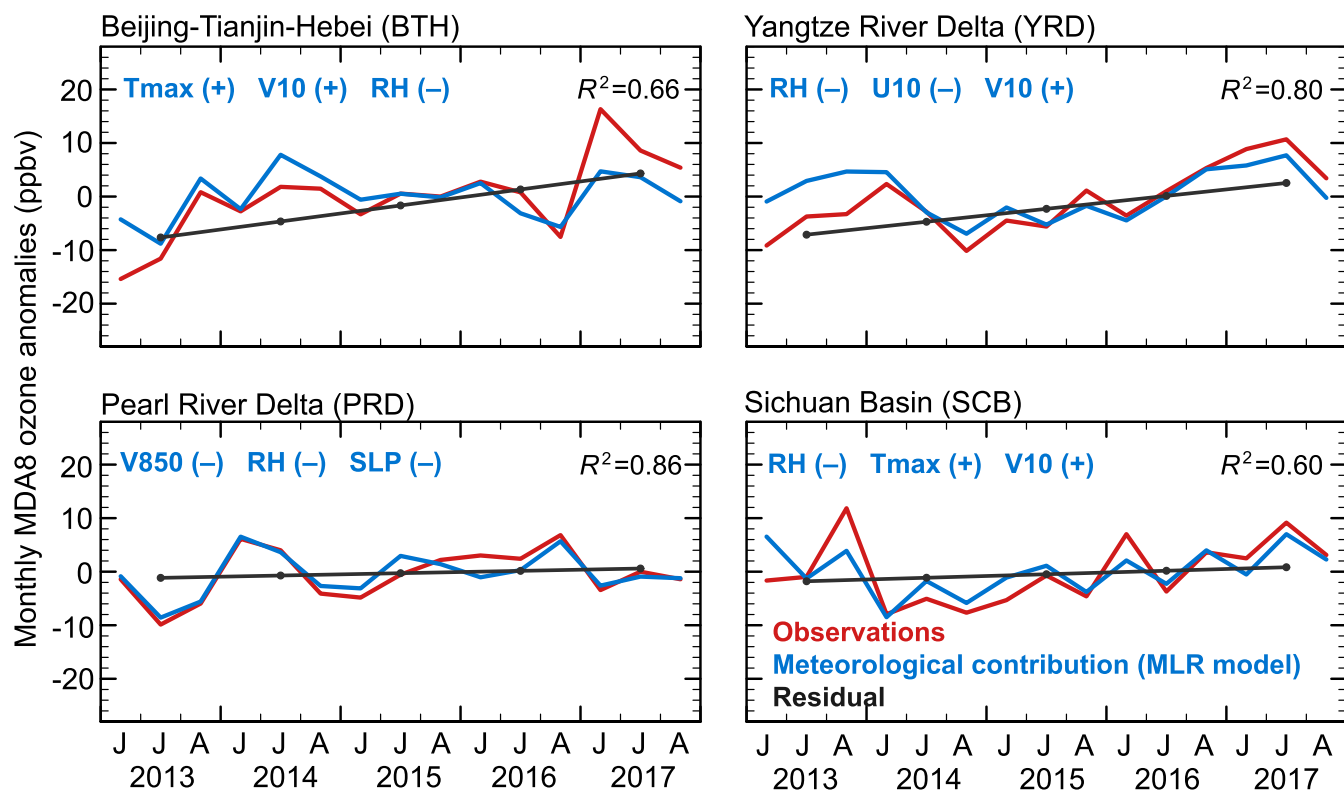 Beijing-Tianjin-Hebei (BTH)
Yangtze River Delta (YRD)
Tmax (+) V10 (+) RH (–)
R²=0.66
RH (–) U10 (–) V10 (+)
R²=0.80
20
10
0
-10
-20
Monthly MDA8 ozone anomalies (ppbv)
Pearl River Delta (PRD)
Sichuan Basin (SCB)
V850 (–) RH (–) SLP (–)
R²=0.86
RH (–) Tmax (+) V10 (+)
R²=0.60
20
10
0
-10
-20
Observations
Meteorological contribution (MLR model)
Residual
J J A J J A J J A J J A J J A
2013 2014 2015 2016 2017
J J A J J A J J A J J A J J A
2013 2014 2015 2016 2017